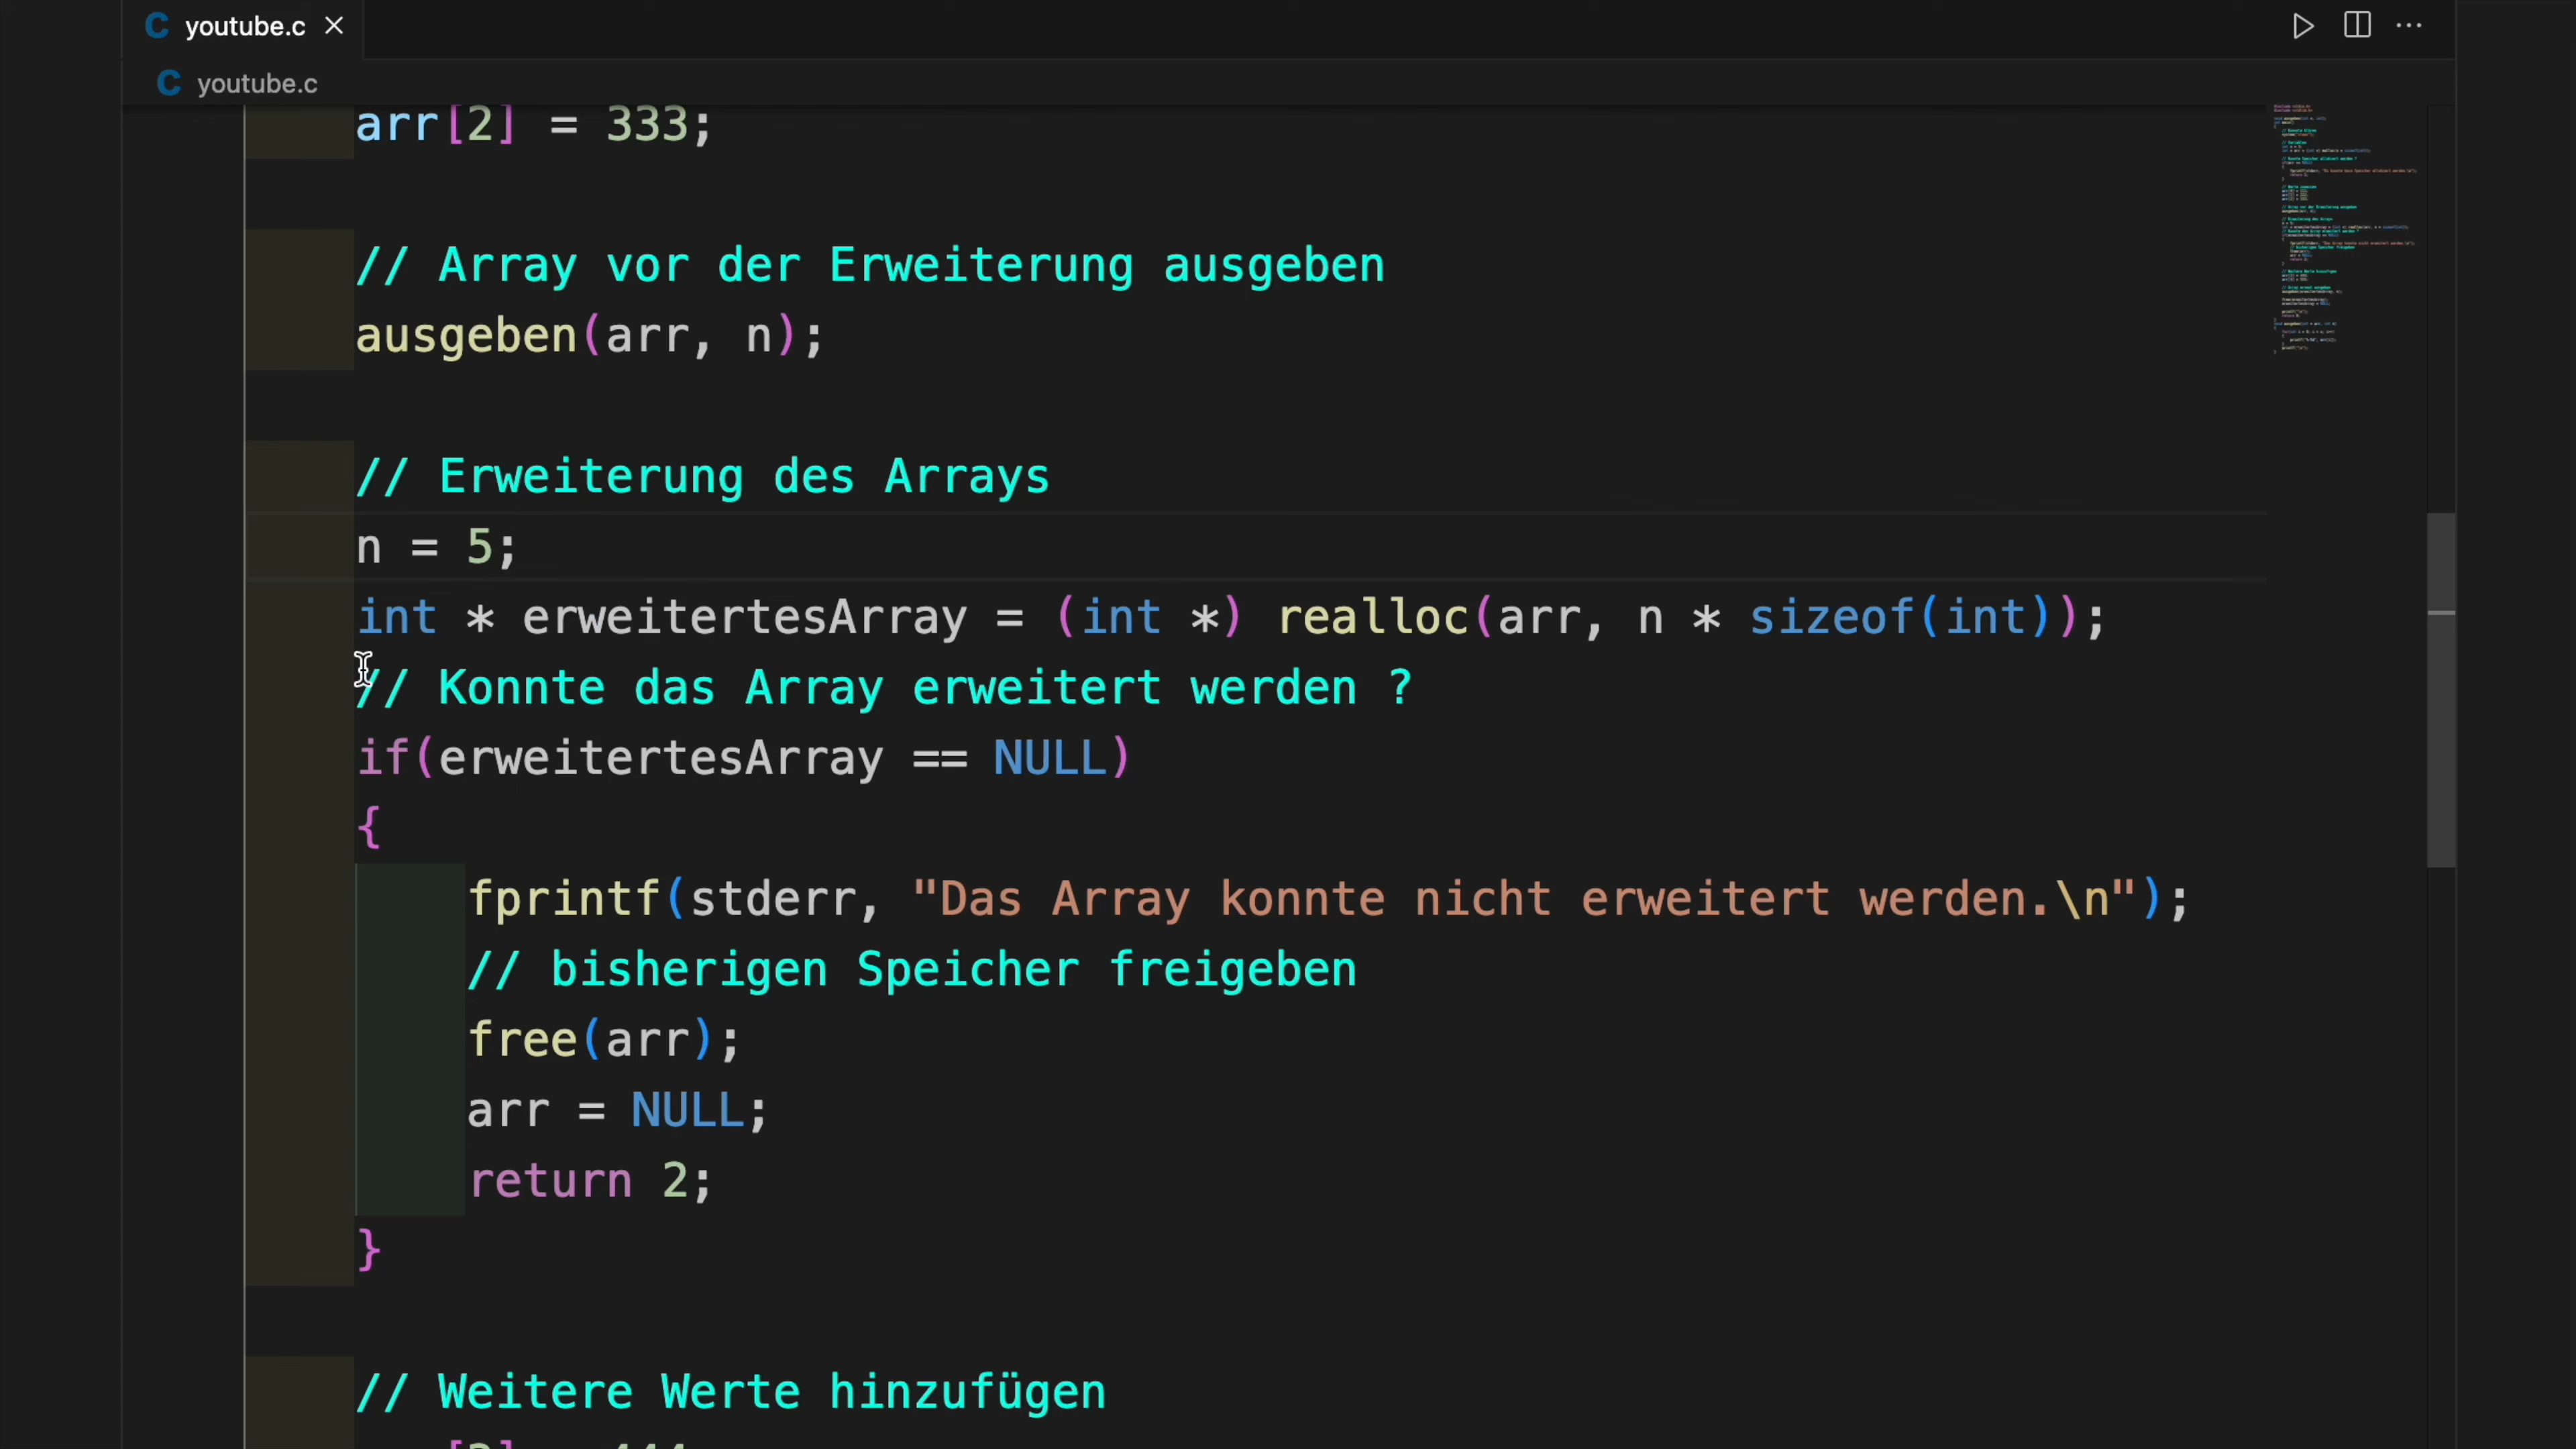 C youtube.c
C youtube.c
arr[2] = 333;
// Array vor der Erweiterung ausgeben
ausgeben(arr, n);
// Erweiterung des Arrays
n = 5;
int * erweitertesArray = (int *) realloc(arr, n * sizeof(int));
// Konnte das Array erweitert werden ?
if(erweitertesArray == NULL)
{
fprintf(stderr, "Das Array konnte nicht erweitert werden.\n");
// bisherigen Speicher freigeben
free(arr);
arr = NULL;
return 2;
}
// Weitere Werte hinzufügen